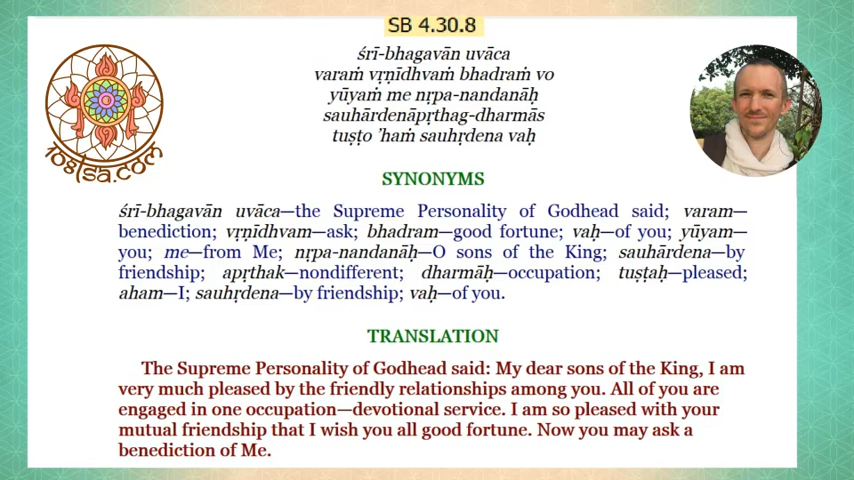 SB 4.30.8
śrī-bhagavān uvāca
varaṁ vṛṇīdhvaṁ bhadraṁ vo
yūyaṁ me nṛpa-nandanāḥ
sauhārdenāpṛthag-dharmās
tuṣṭo ’haṁ sauhṛdena vaḥ
108lsa.com
SYNONYMS
śrī-bhagavān uvāca—the Supreme Personality of Godhead said; varam—
benediction; vṛṇīdhvam—ask; bhadram—good fortune; vaḥ—of you; yūyam—
you; me—from Me; nṛpa-nandanāḥ—O sons of the King; sauhārdena—by
friendship; apṛthak—nondifferent; dharmāḥ—occupation; tuṣṭaḥ—pleased;
aham—I; sauhṛdena—by friendship; vaḥ—of you.
TRANSLATION
The Supreme Personality of Godhead said: My dear sons of the King, I am
very much pleased by the friendly relationships among you. All of you are
engaged in one occupation—devotional service. I am so pleased with your
mutual friendship that I wish you all good fortune. Now you may ask a
benediction of Me.